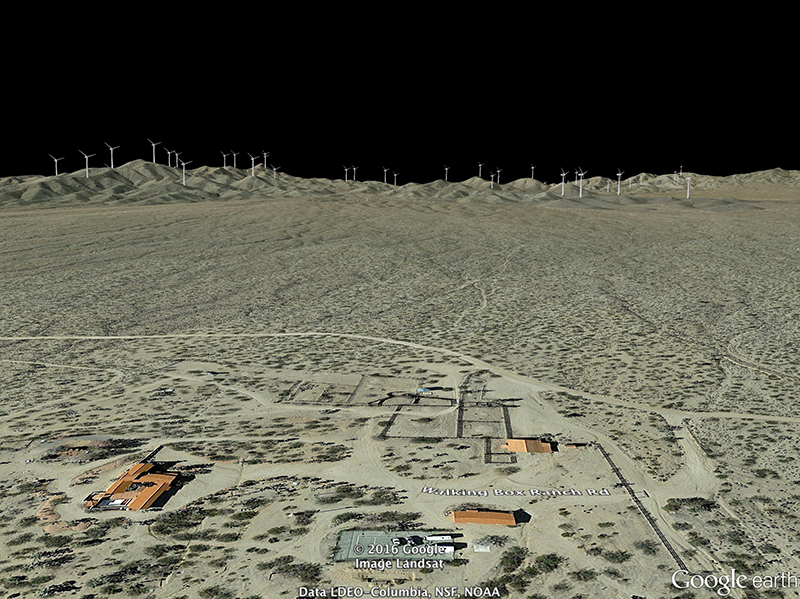 Walking Box Ranch Rd
© 2016 Google
Image Landsat
Data LDEO-Columbia, NSF, NOAA
Google earth